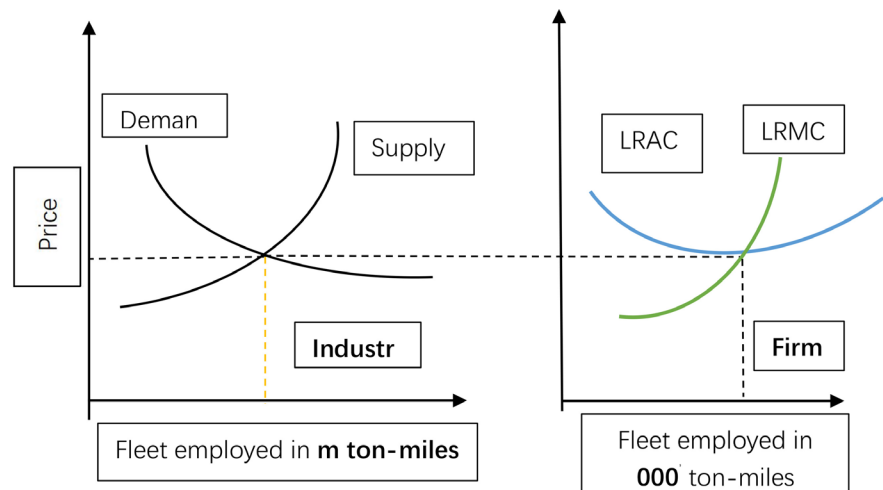 Deman
Supply
Price
Industr
Fleet employed in m ton-miles
LRAC
LRMC
Firm
Fleet employed in
000' ton-miles